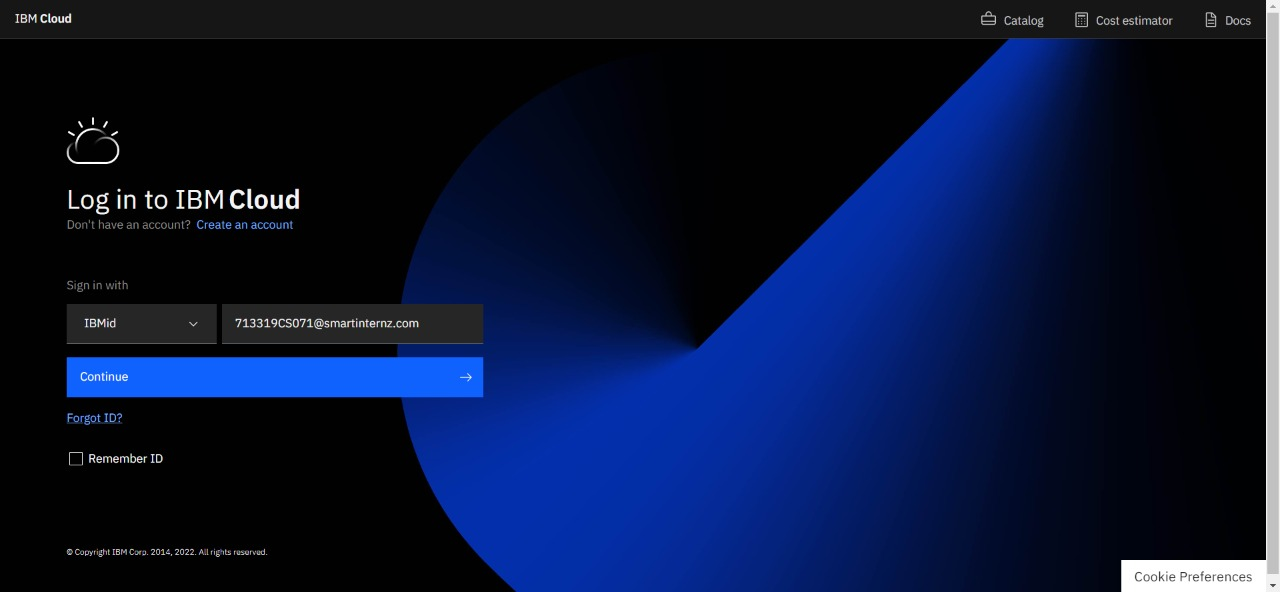 IBM Cloud
Catalog
Cost estimator
Docs
Log in to IBM Cloud
Don't have an account? Create an account
Sign in with
IBMid
713319CS071@smartinternz.com
Continue
Forgot ID?
Remember ID
© Copyright IBM Corp. 2014, 2022. All rights reserved.
Cookie Preferences